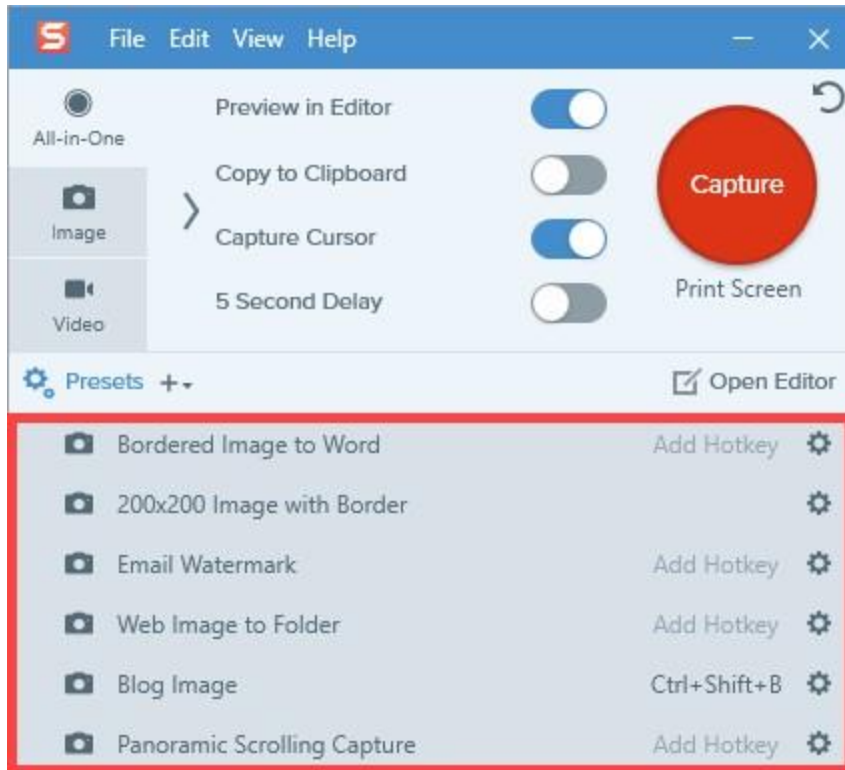 S File Edit View Help
All-in-One
Image
Video
Preview in Editor
Copy to Clipboard
Capture Cursor
5 Second Delay
Capture
Print Screen
Presets
Open Editor
Bordered Image to Word Add Hotkey
200x200 Image with Border
Email Watermark Add Hotkey
Web Image to Folder Add Hotkey
Blog Image Ctrl+Shift+B
Panoramic Scrolling Capture Add Hotkey